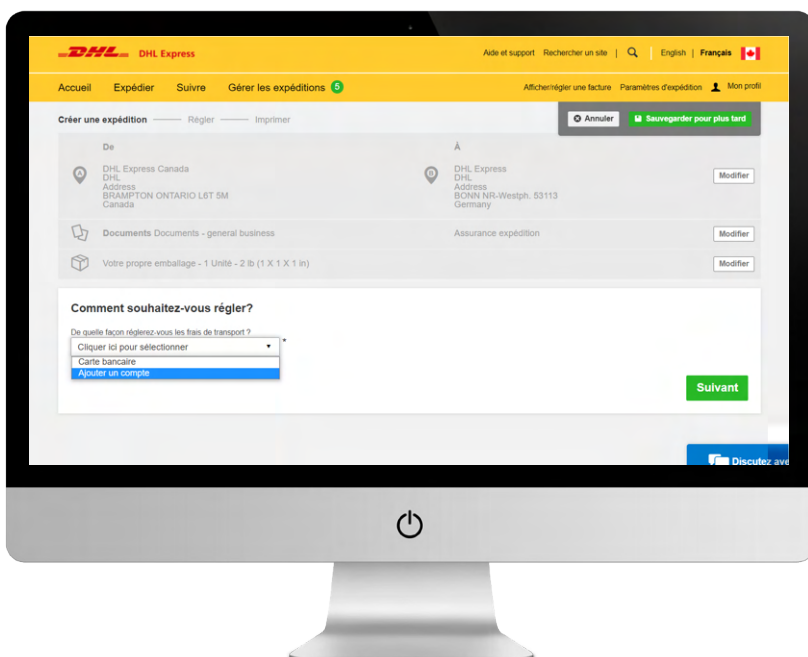 DHL DHL Express
Aide et support Rechercher un site | English | Français
Accueil Expédier Suivre Gérer les expéditions 5
Afficher/régler une facture Paramètres d'expédition Mon profil
Créer une expédition Régler Imprimer
Annuler Sauvegarder pour plus tard
De
A
DHL Express Canada
DHL
Address
BRAMPTON ONTARIO L6T 5M
Canada
À
B
DHL Express
DHL
Address
BONN NR-Westph. 53113
Germany
Modifier
Documents Documents - general business Assurance expédition Modifier
Votre propre emballage - 1 Unité - 2 lb (1 X 1 X 1 in) Modifier
Comment souhaitez-vous régler?
De quelle façon réglerez-vous les frais de transport ?
Cliquer ici pour sélectionner *
Carte bancaire
Ajouter un compte
Suivant
Discutez ave